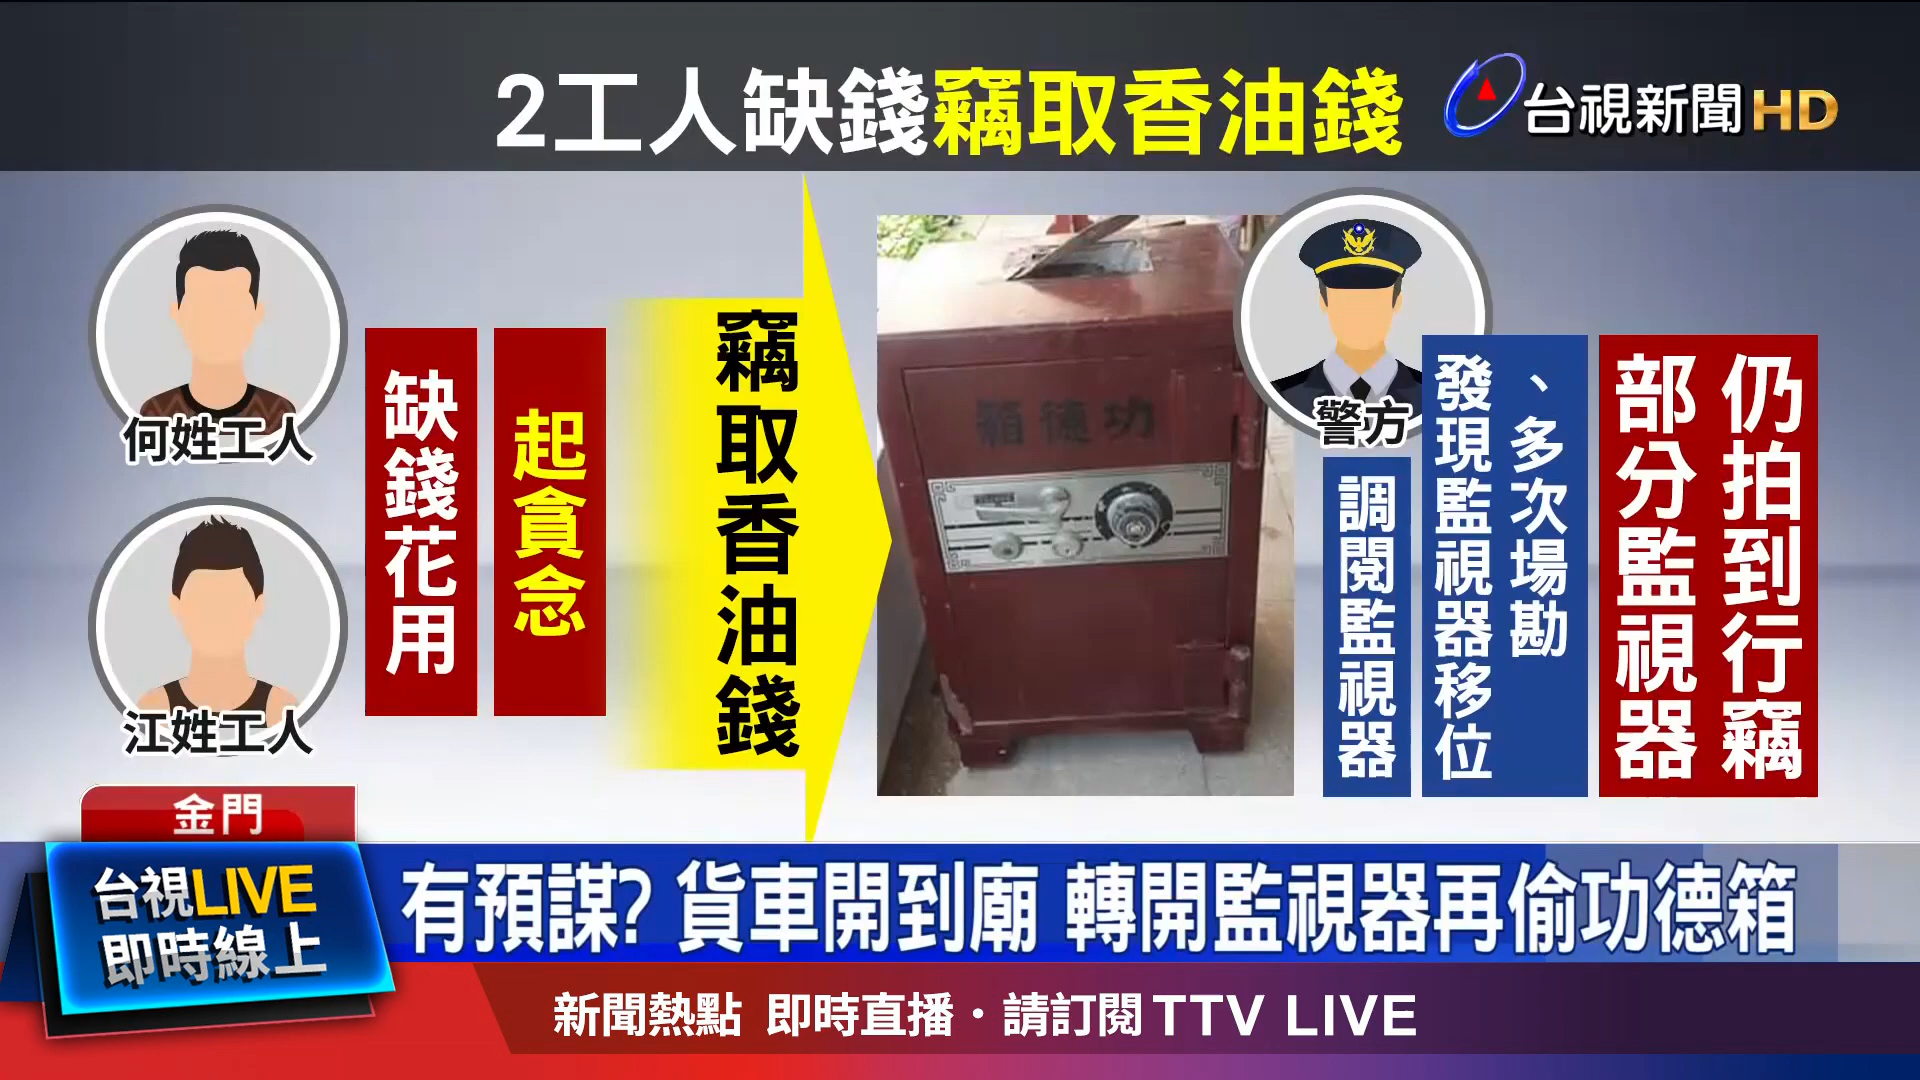 2工人缺錢竊取香油錢
台視新聞HD
何姓工人
江姓工人
缺錢花用
起貪念
竊取香油錢
箱德功
警方
調閱監視器
、多次場勘
發現監視器移位
仍拍到行竊
部分監視器
金門
台視LIVE
即時線上
有預謀? 貨車開到廟 轉開監視器再偷功德箱
新聞熱點 即時直播・請訂閱TTV LIVE